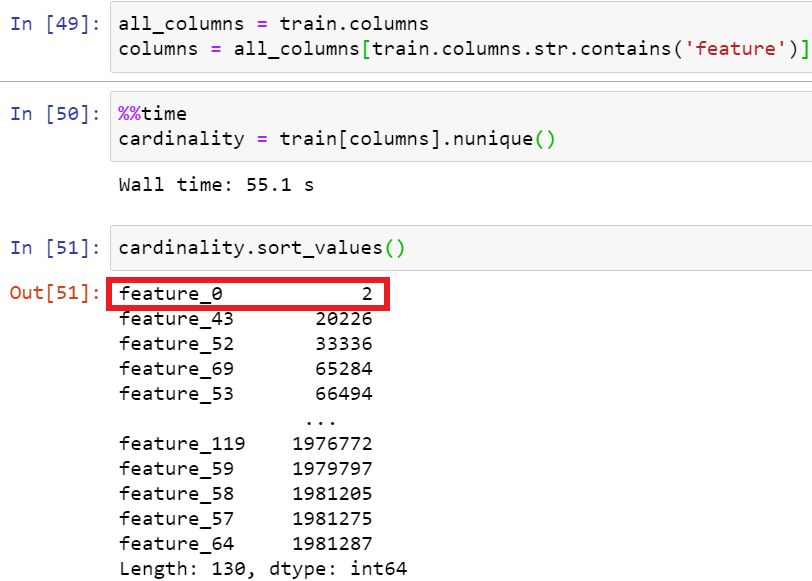 In [49]: all_columns = train.columns
columns = all_columns[train.columns.str.contains('feature')]
In [50]: %%time
cardinality = train[columns].nunique()
Wall time: 55.1 s
In [51]: cardinality.sort_values()
Out[51]: feature_0 2
feature_43 20226
feature_52 33336
feature_69 65284
feature_53 66494
...
feature_119 1976772
feature_59 1979797
feature_58 1981205
feature_57 1981275
feature_64 1981287
Length: 130, dtype: int64